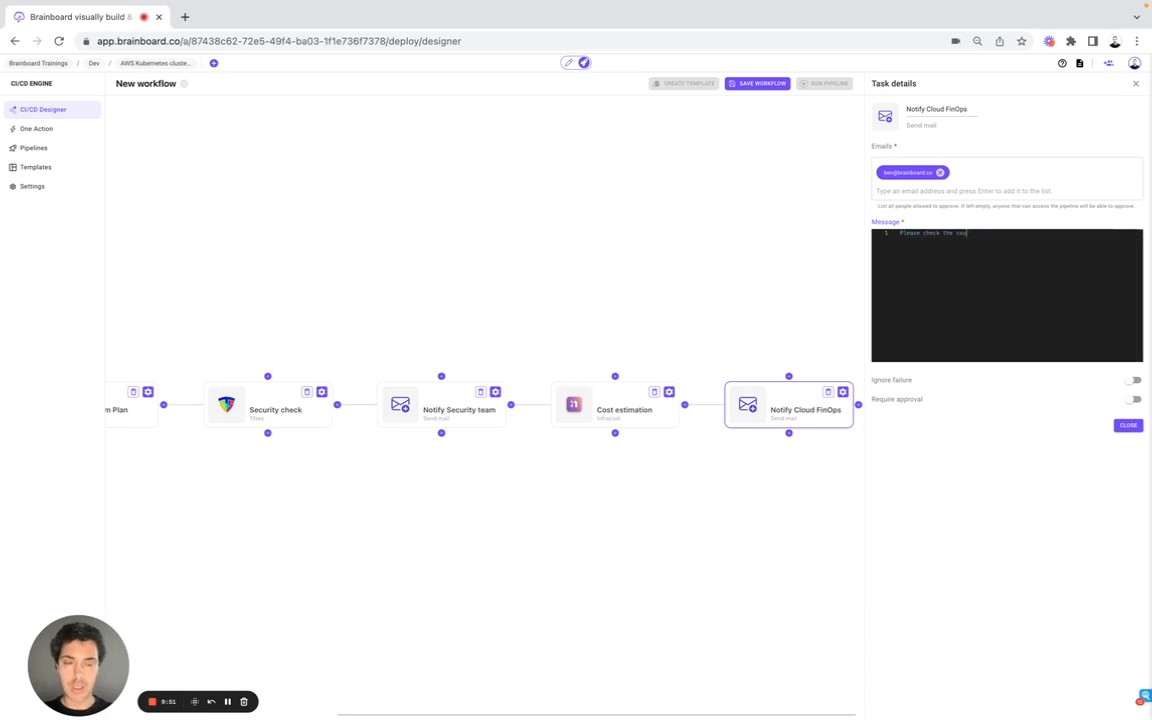 Brainboard visually build &
app.brainboard.co/a/87438c62-72e5-49f4-ba03-1f1e736f7378/deploy/designer
Brainboard Trainings / Dev / AWS Kubernetes cluste...
CI/CD ENGINE
New workflow
CREATE TEMPLATE
SAVE WORKFLOW
RUN PIPELINE
Task details
CI/CD Designer
One Action
Pipelines
Templates
Settings
Notify Cloud FinOps
Send mail
Emails *
ben@brainboard.co
Type an email address and press Enter to add it to the list.
List all people allowed to approve. If left empty, anyone that can access the pipeline will be able to approve.
Message *
1 Please check the cou
Ignore failure
Require approval
CLOSE
m Plan
Security check
Tfsec
Notify Security team
Send mail
Cost estimation
Infracost
Notify Cloud FinOps
Send mail
9:51